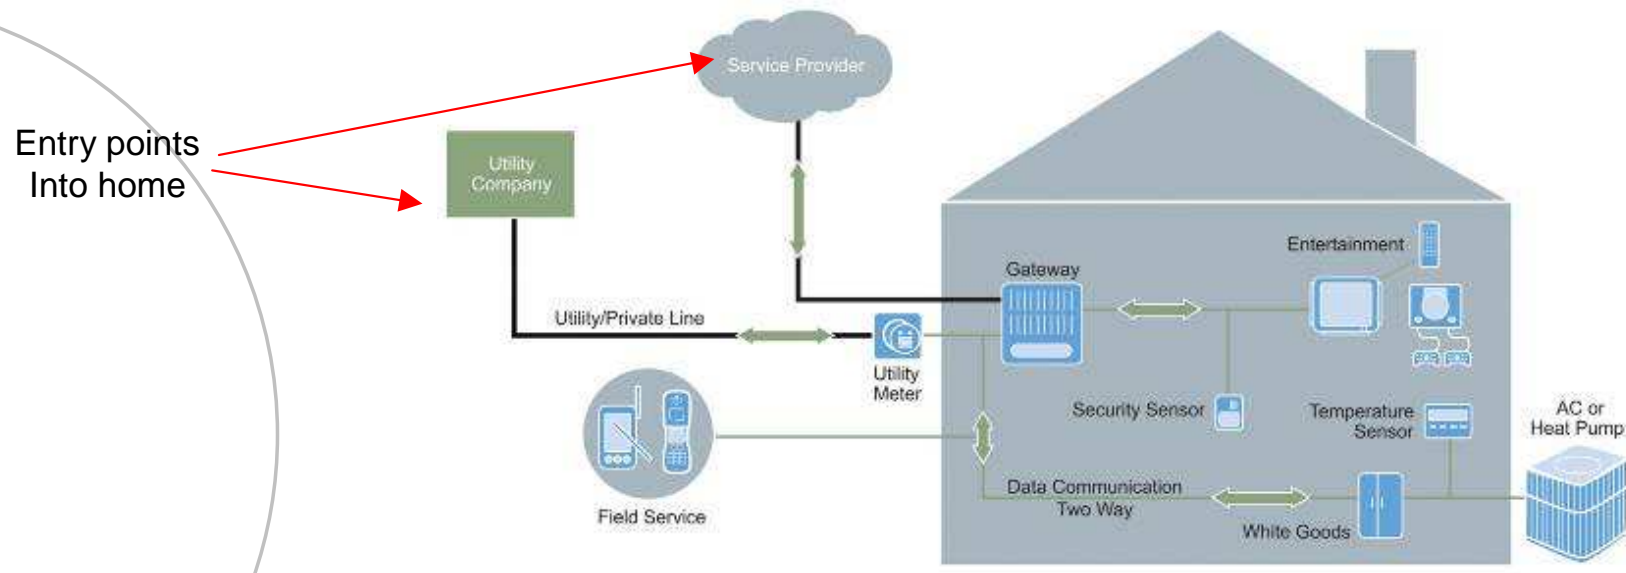 Service Provider
Entry points
Into home
Utility
Company
Entertainment
Gateway
Utility/Private Line
Utility
Meter
Security Sensor
Temperature
Sensor
AC or
Heat Pump
Data Communication
Two Way
White Goods
Field Service